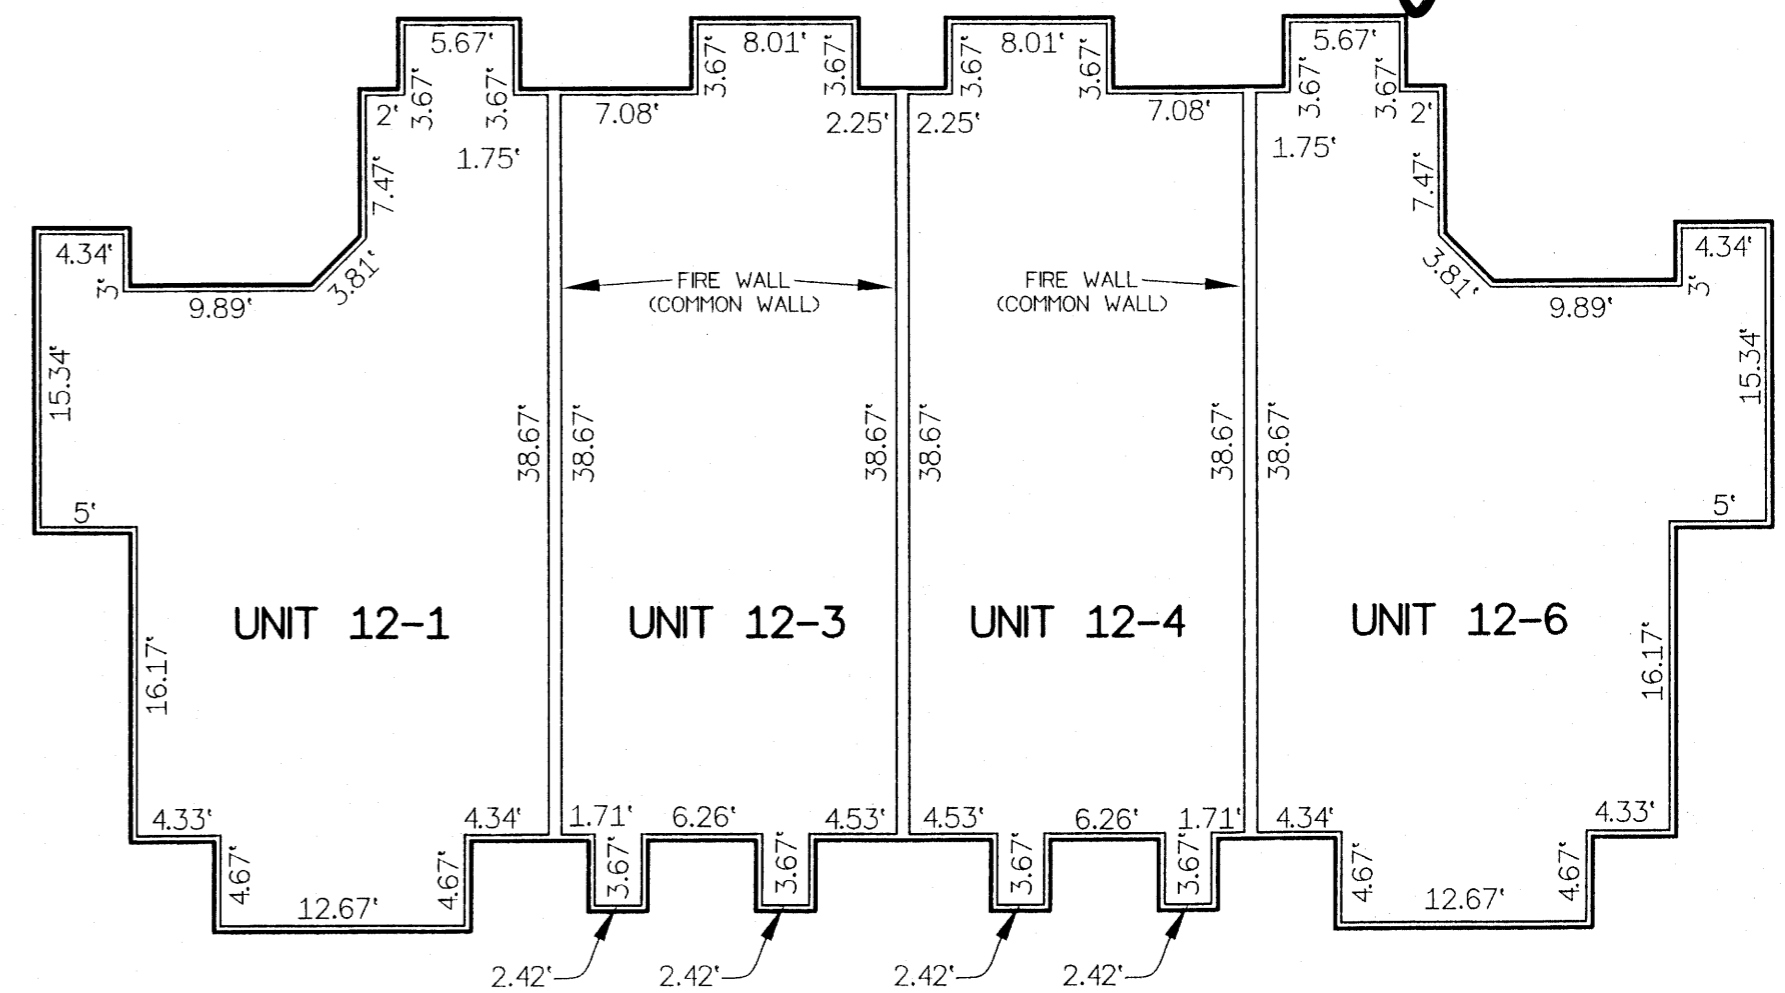 5.67' 8.01' 8.01' 5.67'
3.67' 3.67' 3.67' 3.67' 3.67' 3.67' 3.67' 3.67'
2' 7.08' 2.25' 2.25' 7.08' 2'
1.75' 1.75'
7.47' 7.47'
4.34' 4.34'
3' 3.81' 3.81' 3'
9.89' 9.89'
FIRE WALL
(COMMON WALL)
FIRE WALL
(COMMON WALL)
15.34' 15.34'
38.67' 38.67' 38.67' 38.67' 38.67' 38.67'
5' 5'
UNIT 12-1 UNIT 12-3 UNIT 12-4 UNIT 12-6
16.17' 16.17'
4.33' 4.34' 1.71' 6.26' 4.53' 4.53' 6.26' 1.71' 4.34' 4.33'
4.67' 4.67' 3.67' 3.67' 3.67' 3.67' 4.67' 4.67'
12.67' 12.67'
2.42' 2.42' 2.42' 2.42'